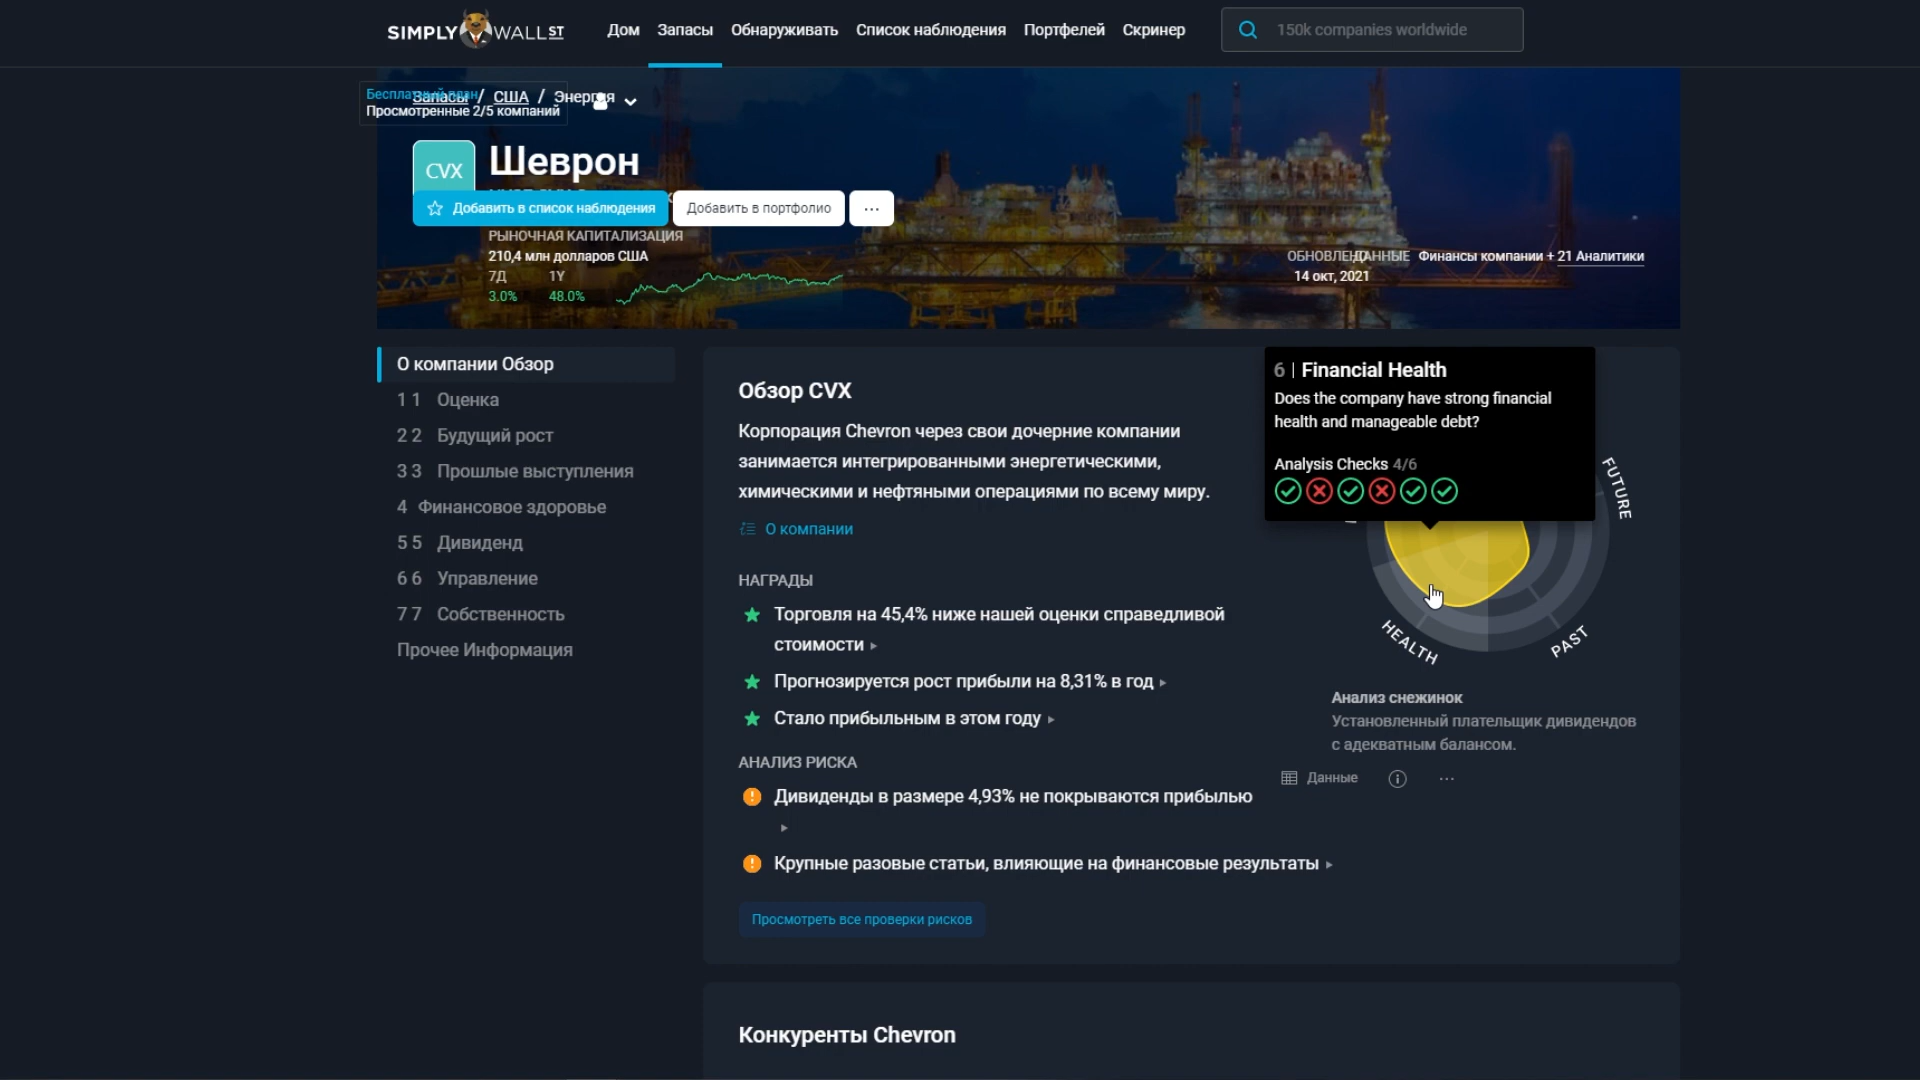 SIMPLY WALL ST
Дом Запасы Обнаруживать Список наблюдения Портфелей Скринер
150k companies worldwide
Запасы / США / Энергия
Просмотренные 2/5 компаний
CVX
Шеврон
Добавить в список наблюдения
Добавить в портфолио
...
РЫНОЧНАЯ КАПИТАЛИЗАЦИЯ
210,4 млн долларов США
7Д 1Y
3.0% 48.0%
ДАННЫЕ Финансы компании + 21 Аналитики
14 окт, 2021
О компании Обзор
1 1 Оценка
2 2 Будущий рост
3 3 Прошлые выступления
4 Финансовое здоровье
5 5 Дивиденд
6 6 Управление
7 7 Собственность
Прочее Информация
Обзор CVX
Корпорация Chevron через свои дочерние компании
занимается интегрированными энергетическими,
химическими и нефтяными операциями по всему миру.
О компании
НАГРАДЫ
Торговля на 45,4% ниже нашей оценки справедливой
стоимости
Прогнозируется рост прибыли на 8,31% в год
Стало прибыльным в этом году
АНАЛИЗ РИСКА
Дивиденды в размере 4,93% не покрываются прибылью
Крупные разовые статьи, влияющие на финансовые результаты
Просмотреть все проверки рисков
6 | Financial Health
Does the company have strong financial
health and manageable debt?
Analysis Checks 4/6
FUTURE
PAST
HEALTH
Анализ снежинок
Установленный плательщик дивидендов
с адекватным балансом.
Данные
...
Конкуренты Chevron